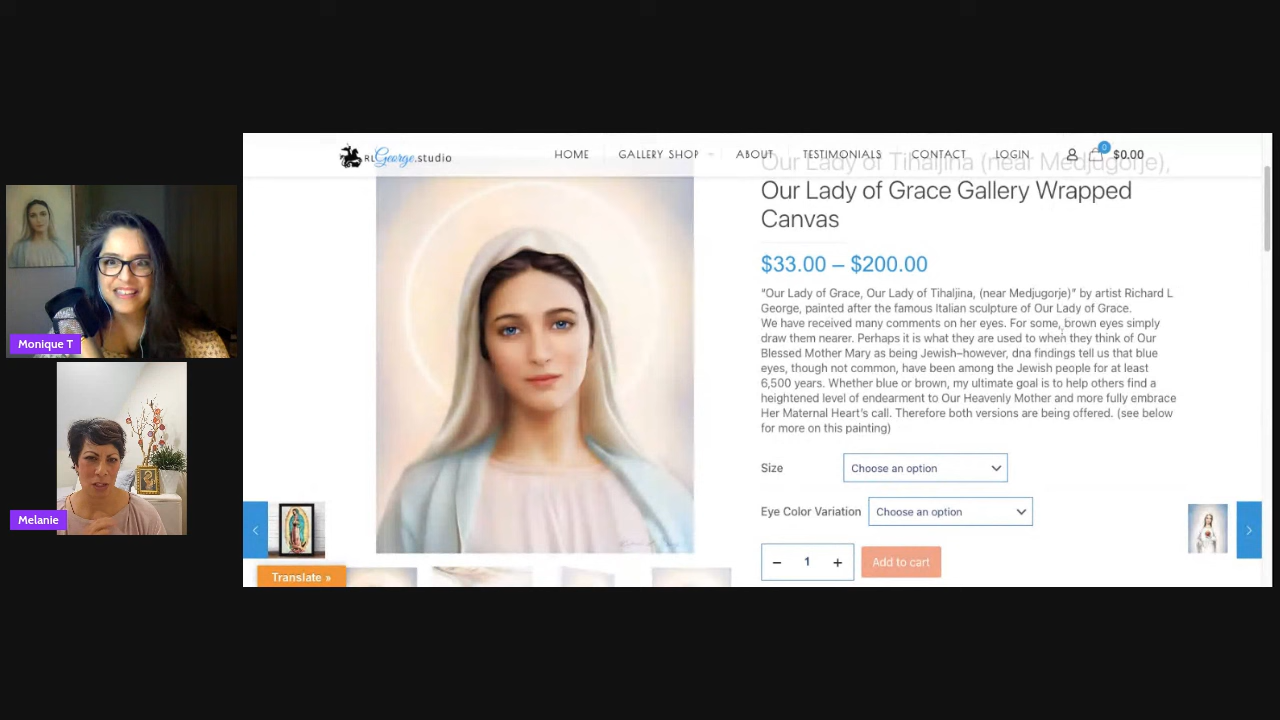 RLGeorge.studio
HOME
GALLERY SHOP
ABOUT
TESTIMONIALS
CONTACT
LOGIN
0
$0.00
Our Lady of Tihaljina (near Medjugorje),
Our Lady of Grace Gallery Wrapped
Canvas
$33.00 – $200.00
"Our Lady of Grace, Our Lady of Tihaljina, (near Medjugorje)" by artist Richard L
George, painted after the famous Italian sculpture of Our Lady of Grace.
We have received many comments on her eyes. For some, brown eyes simply
draw them nearer. Perhaps it is what they are used to when they think of Our
Blessed Mother Mary as being Jewish–however, dna findings tell us that blue
eyes, though not common, have been among the Jewish people for at least
6,500 years. Whether blue or brown, my ultimate goal is to help others find a
heightened level of endearment to Our Heavenly Mother and more fully embrace
Her Maternal Heart's call. Therefore both versions are being offered. (see below
for more on this painting)
Size
Choose an option
Eye Color Variation
Choose an option
− 1 +
Add to cart
Translate »
Monique T
Melanie